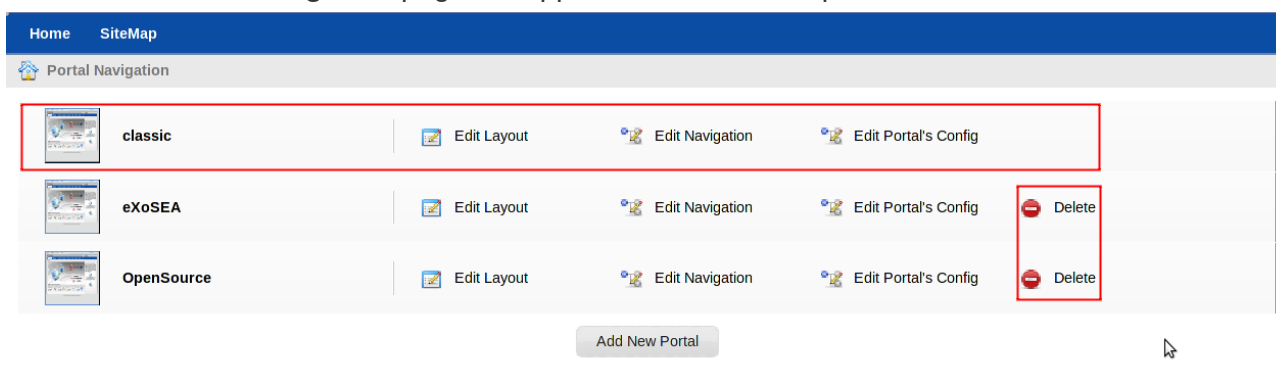 Home SiteMap
Portal Navigation
classic Edit Layout Edit Navigation Edit Portal's Config
eXoSEA Edit Layout Edit Navigation Edit Portal's Config Delete
OpenSource Edit Layout Edit Navigation Edit Portal's Config Delete
Add New Portal